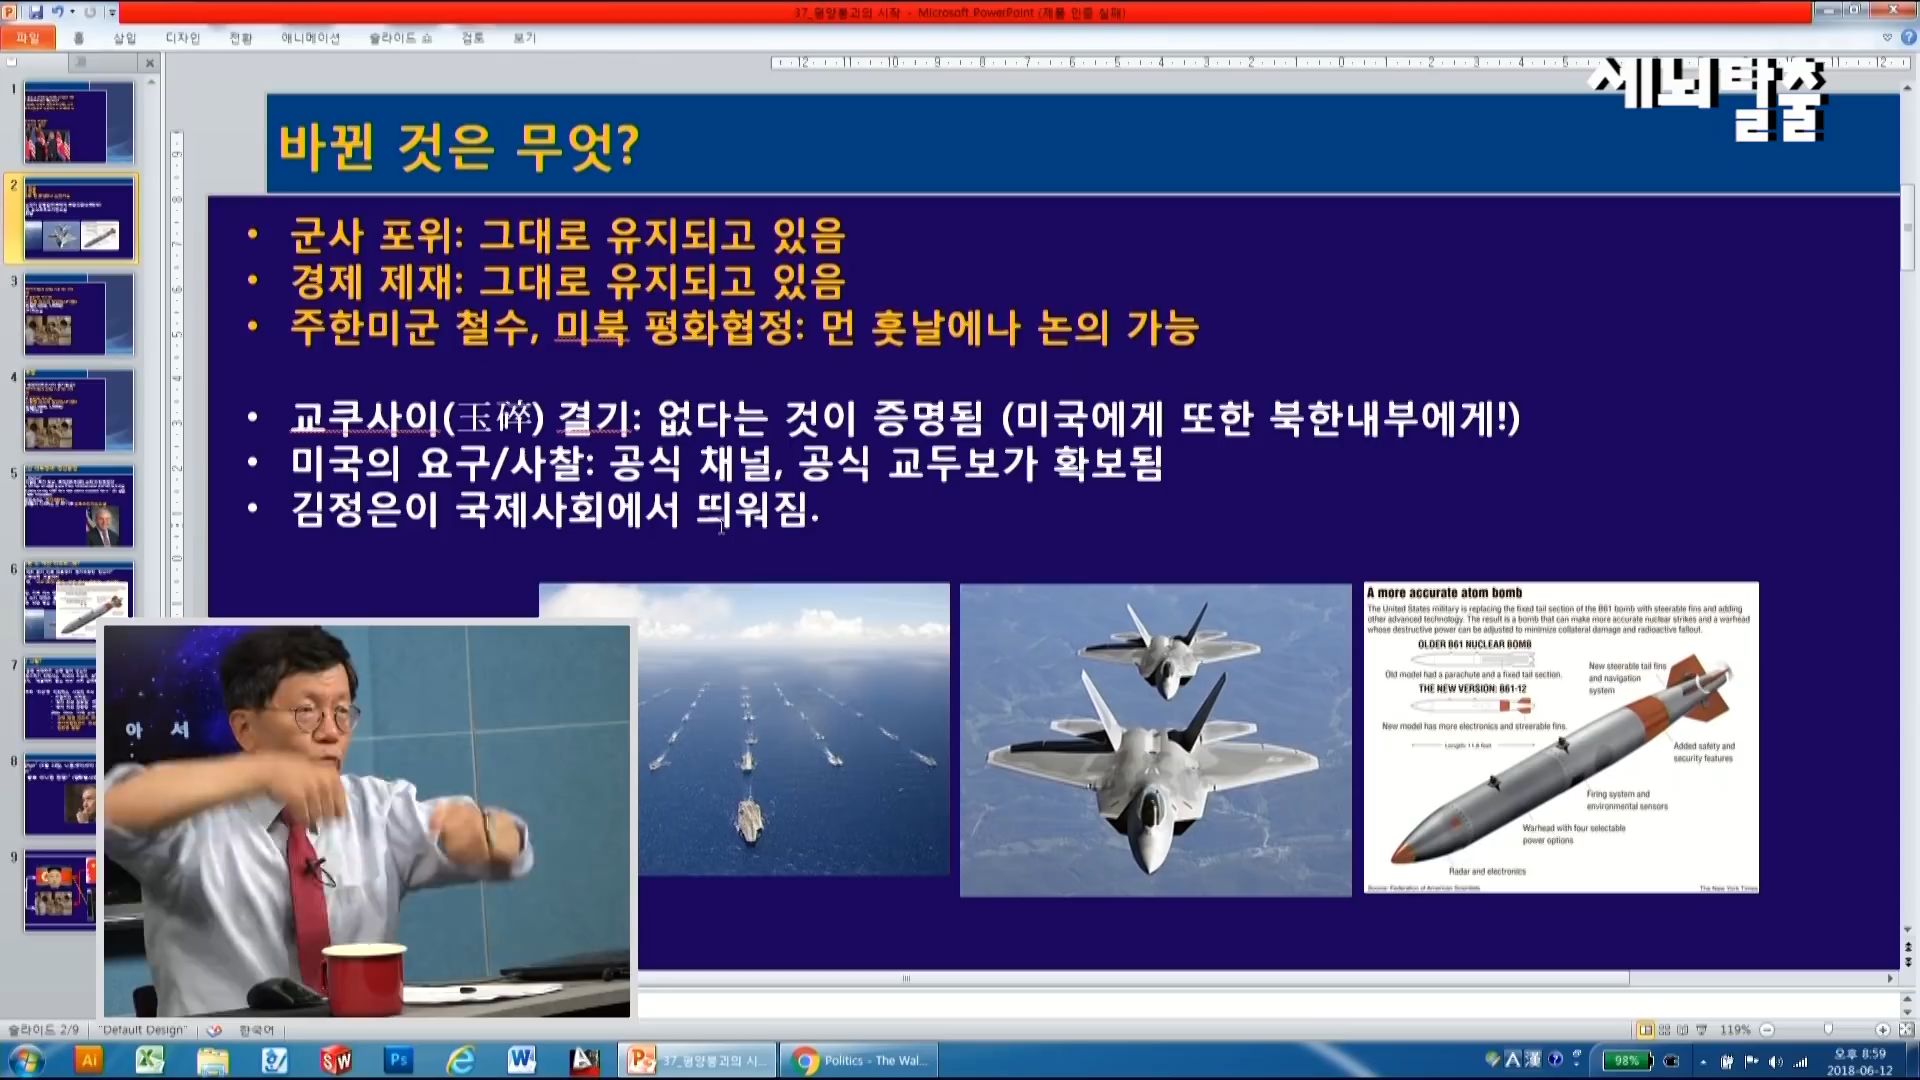 37_평양붕괴의 시작 - Microsoft PowerPoint (제품 인증 실패)
파일 홈 삽입 디자인 전환 애니메이션 슬라이드 쇼 검토 보기
세뇌탈출
바뀐 것은 무엇?
• 군사 포위: 그대로 유지되고 있음
• 경제 제재: 그대로 유지되고 있음
• 주한미군 철수, 미북 평화협정: 먼 훗날에나 논의 가능
• 교쿠사이(玉碎) 결기: 없다는 것이 증명됨 (미국에게 또한 북한내부에게!)
• 미국의 요구/사찰: 공식 채널, 공식 교두보가 확보됨
• 김정은이 국제사회에서 띄워짐.
A more accurate atom bomb
The United States military is replacing the fixed tail section of the B61 bomb with steerable fins and adding
other advanced technology. The result is a bomb that can make more accurate nuclear strikes and a warhead
whose destructive power can be adjusted to minimize collateral damage and radioactive fallout.
OLDER B61 NUCLEAR BOMB
Old model had a parachute and a fixed tail section.
THE NEW VERSION: B61-12
New model has more electronics and streerable fins.
Length: 11.8 feet
New steerable tail fins
and navigation
system
Added safety and
security features
Firing system and
environmental sensors
Warhead with four selectable
power options
Radar and electronics
Source: Federation of American Scientists
The New York Times
아 서
슬라이드 2/9 "Default Design" 한국어
119%
37_평양붕괴의 시...
Politics - The Wal...
98%
오후 8:59
2018-06-12